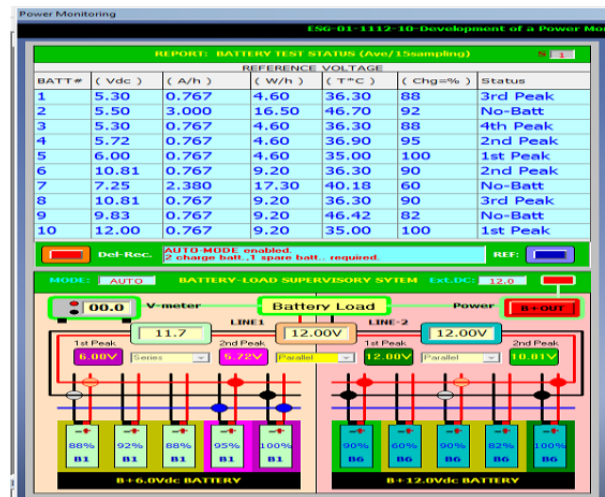 Power Monitoring
ESG-01-1112-10-Development of a Power Mo
REPORT: BATTERY TEST STATUS (Ave/15sampling) S 1
REFERENCE VOLTAGE
BATT# ( Vdc ) ( A/h ) ( W/h ) ( T*C ) ( Chg=% ) Status
1 5.30 0.767 4.60 36.30 88 3rd Peak
2 5.50 3.000 16.50 46.70 92 No-Batt
3 5.30 0.767 4.60 36.30 88 4th Peak
4 5.72 0.767 4.60 36.90 95 2nd Peak
5 6.00 0.767 4.60 35.00 100 1st Peak
6 10.81 0.767 9.20 36.30 90 2nd Peak
7 7.25 2.380 17.30 40.18 60 No-Batt
8 10.81 0.767 9.20 36.30 90 3rd Peak
9 9.83 0.767 9.20 46.42 82 No-Batt
10 12.00 0.767 9.20 35.00 100 1st Peak
Del-Rec. AUTO-MODE enabled. REF:
2 charge batt.,1 spare batt.. required.
MODE: AUTO BATTERY-LOAD SUPERVISORY SYTEM Ext.DC: 12.0
00.0 V-meter Battery Load Power B+OUT
LINE1 LINE-2
11.7 12.00V 12.00V
1st Peak 2nd Peak 1st Peak 2nd Peak
6.00V Series 5.72V Parallel 12.00V Parallel 10.81V
88% 92% 88% 95% 100% 90% 60% 90% 82% 100%
B1 B1 B1 B1 B1 B6 B6 B6 B6 B6
B+6.0Vdc BATTERY B+12.0Vdc BATTERY